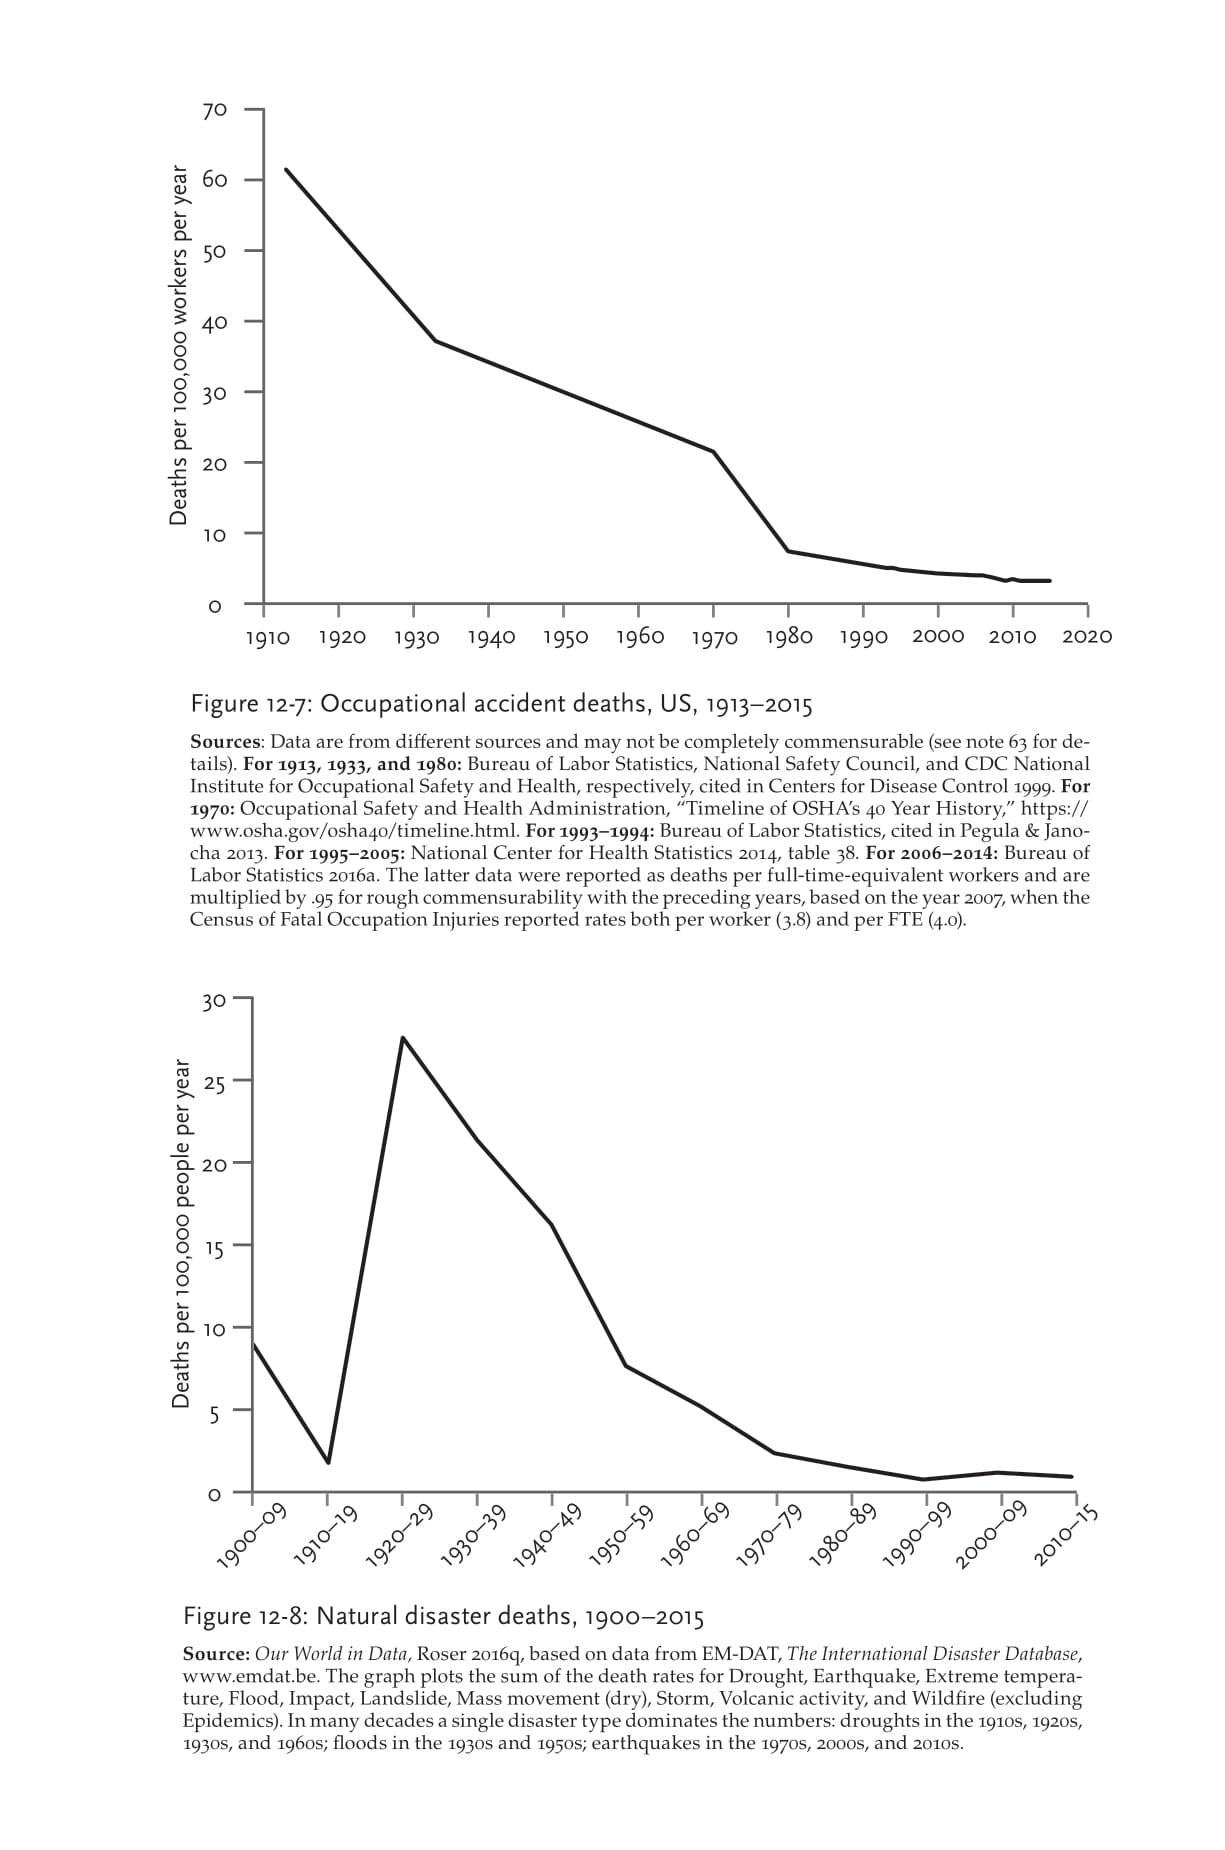 70
60
50
40
30
20
10
0
Deaths per 100,000 workers per year
1910 1920 1930 1940 1950 1960 1970 1980 1990 2000 2010 2020
Figure 12-7: Occupational accident deaths, US, 1913–2015
Sources: Data are from different sources and may not be completely commensurable (see note 63 for de-
tails). For 1913, 1933, and 1980: Bureau of Labor Statistics, National Safety Council, and CDC National
Institute for Occupational Safety and Health, respectively, cited in Centers for Disease Control 1999. For
1970: Occupational Safety and Health Administration, “Timeline of OSHA’s 40 Year History,” https://
www.osha.gov/osha40/timeline.html. For 1993–1994: Bureau of Labor Statistics, cited in Pegula & Jano-
cha 2013. For 1995–2005: National Center for Health Statistics 2014, table 38. For 2006–2014: Bureau of
Labor Statistics 2016a. The latter data were reported as deaths per full-time-equivalent workers and are
multiplied by .95 for rough commensurability with the preceding years, based on the year 2007, when the
Census of Fatal Occupation Injuries reported rates both per worker (3.8) and per FTE (4.0).
30
25
20
15
10
5
0
Deaths per 100,000 people per year
1900–09 1910–19 1920–29 1930–39 1940–49 1950–59 1960–69 1970–79 1980–89 1990–99 2000–09 2010–15
Figure 12-8: Natural disaster deaths, 1900–2015
Source: Our World in Data, Roser 2016q, based on data from EM-DAT, The International Disaster Database,
www.emdat.be. The graph plots the sum of the death rates for Drought, Earthquake, Extreme tempera-
ture, Flood, Impact, Landslide, Mass movement (dry), Storm, Volcanic activity, and Wildfire (excluding
Epidemics). In many decades a single disaster type dominates the numbers: droughts in the 1910s, 1920s,
1930s, and 1960s; floods in the 1930s and 1950s; earthquakes in the 1970s, 2000s, and 2010s.